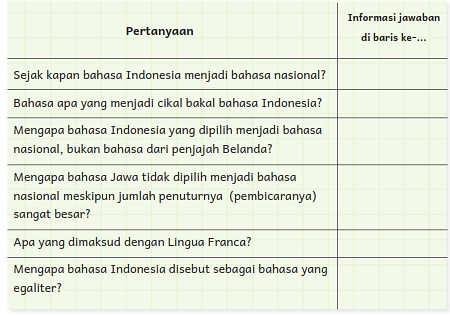 Pertanyaan
Informasi jawaban
di baris ke-...
Sejak kapan bahasa Indonesia menjadi bahasa nasional?
Bahasa apa yang menjadi cikal bakal bahasa Indonesia?
Mengapa bahasa Indonesia yang dipilih menjadi bahasa
nasional, bukan bahasa dari penjajah Belanda?
Mengapa bahasa Jawa tidak dipilih menjadi bahasa
nasional meskipun jumlah penuturnya (pembicaranya)
sangat besar?
Apa yang dimaksud dengan Lingua Franca?
Mengapa bahasa Indonesia disebut sebagai bahasa yang
egaliter?